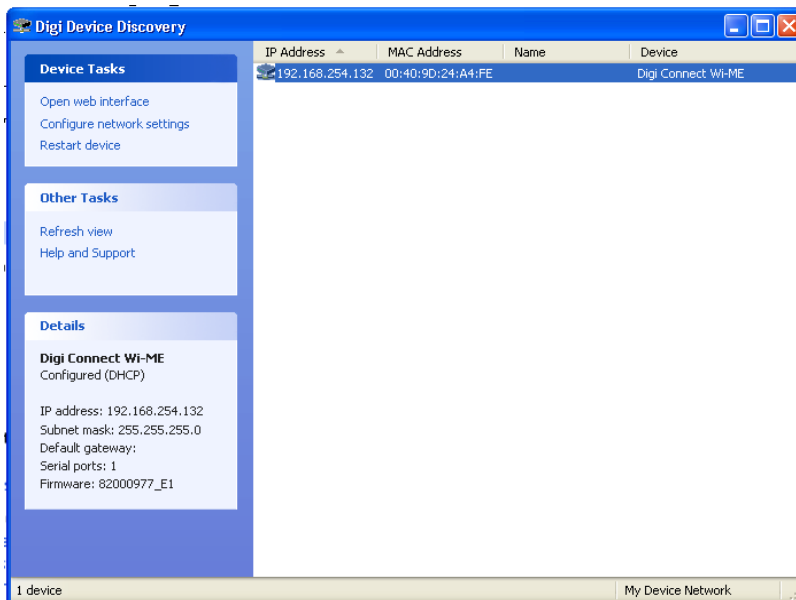 Digi Device Discovery
Device Tasks
Open web interface
Configure network settings
Restart device
Other Tasks
Refresh view
Help and Support
Details
Digi Connect Wi-ME
Configured (DHCP)
IP address: 192.168.254.132
Subnet mask: 255.255.255.0
Default gateway:
Serial ports: 1
Firmware: 82000977_E1
IP Address MAC Address Name Device
192.168.254.132 00:40:9D:24:A4:FE Digi Connect Wi-ME
1 device My Device Network